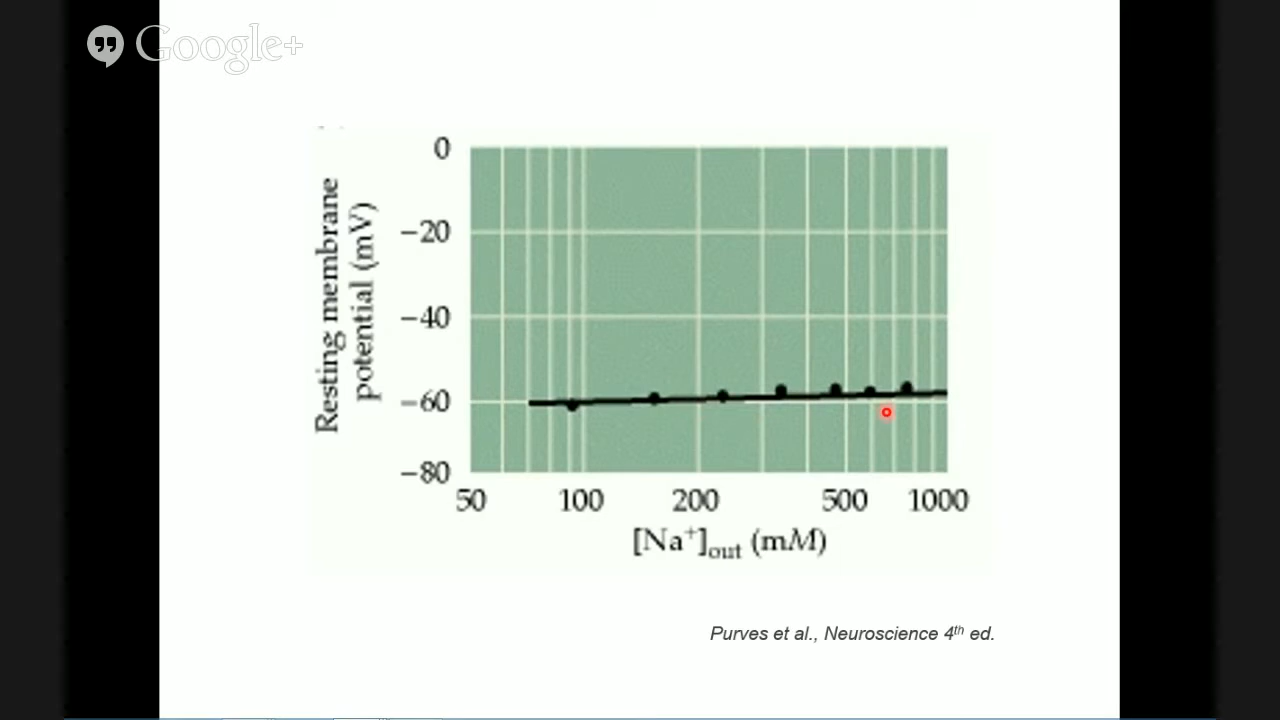 Google+
0
−20
−40
−60
−80
Resting membrane
potential (mV)
50 100 200 500 1000
[Na⁺]out (mM)
Purves et al., Neuroscience 4th ed.